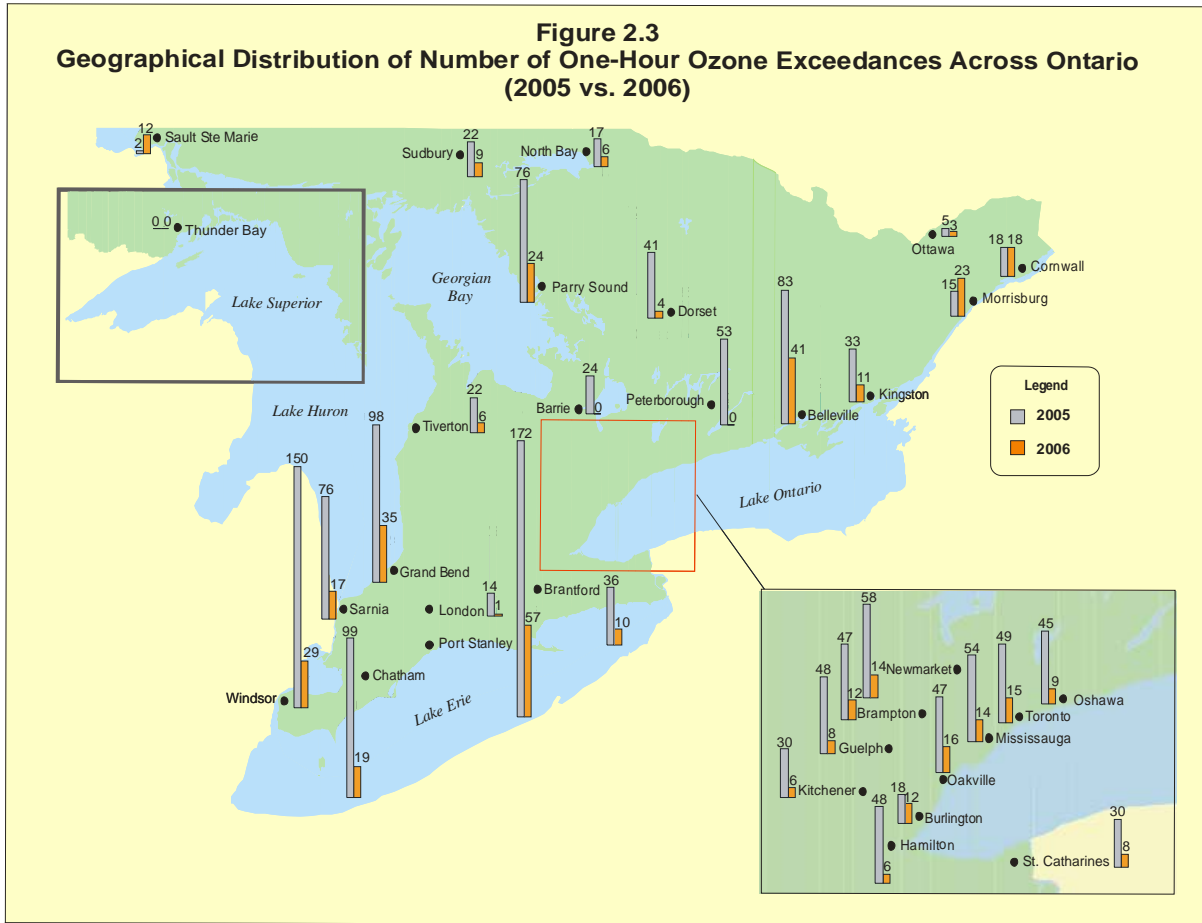 Figure 2.3
Geographical Distribution of Number of One-Hour Ozone Exceedances Across Ontario
(2005 vs. 2006)
12
2
Sault Ste Marie
22
9
Sudbury
17
6
North Bay
0 0
Thunder Bay
Lake Superior
76
24
Parry Sound
Georgian
Bay
41
4
Dorset
5
3
Ottawa
18
18
Cornwall
15
23
Morrisburg
83
41
Belleville
53
0
Peterborough
33
11
Kingston
24
0
Barrie
22
6
Tiverton
Lake Huron
98
35
Grand Bend
150
29
Windsor
76
17
Sarnia
172
57
Port Stanley
14
1
London
Brantford
36
10
99
19
Chatham
Lake Erie
Lake Ontario
Legend
2005
2006
58
14
Newmarket
47
12
Brampton
48
8
Guelph
30
6
Kitchener
54
14
Mississauga
49
15
Toronto
45
9
Oshawa
47
16
Oakville
18
12
Burlington
48
6
Hamilton
30
8
St. Catharines